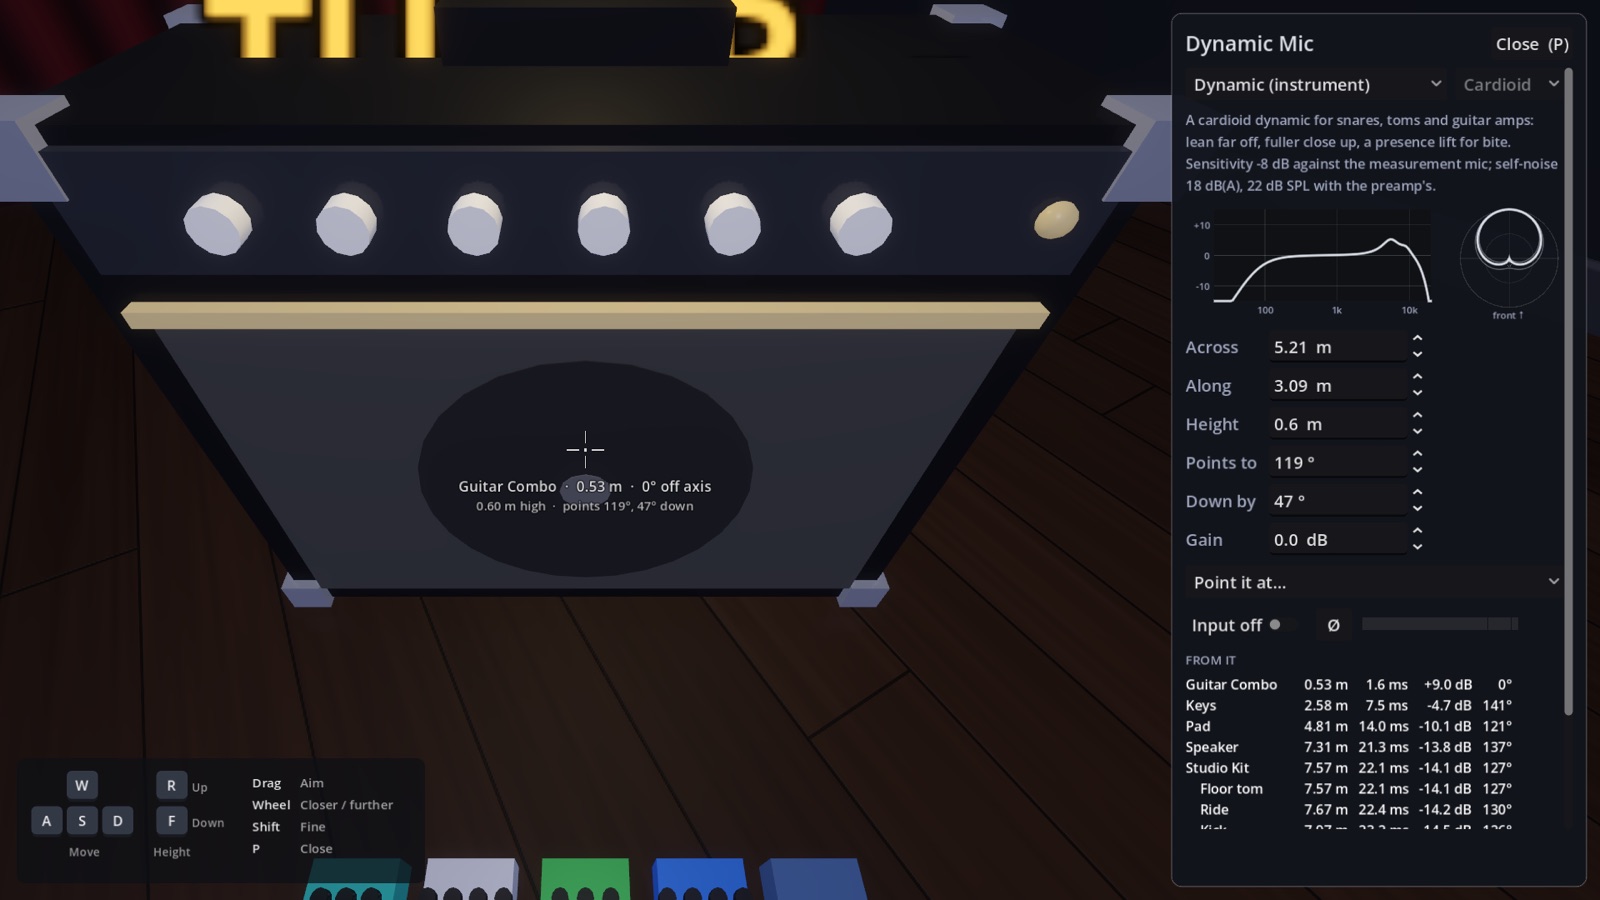 Dynamic Mic
Close (P)
Dynamic (instrument)
Cardioid
A cardioid dynamic for snares, toms and guitar amps:
lean far off, fuller close up, a presence lift for bite.
Sensitivity -8 dB against the measurement mic; self-noise
18 dB(A), 22 dB SPL with the preamp's.
+10
0
-10
100
1k
10k
front ↑
Across
5.21 m
Along
3.09 m
Height
0.6 m
Points to
119 °
Down by
47 °
Gain
0.0 dB
Point it at...
Input off
Ø
FROM IT
Guitar Combo 0.53 m 1.6 ms +9.0 dB 0°
Keys 2.58 m 7.5 ms -4.7 dB 141°
Pad 4.81 m 14.0 ms -10.1 dB 121°
Speaker 7.31 m 21.3 ms -13.8 dB 137°
Studio Kit 7.57 m 22.1 ms -14.1 dB 127°
Floor tom 7.57 m 22.1 ms -14.1 dB 127°
Ride 7.67 m 22.4 ms -14.2 dB 130°
Guitar Combo · 0.53 m · 0° off axis
0.60 m high · points 119°, 47° down
W
A S D
Move
R Up
F Down
Height
Drag Aim
Wheel Closer / further
Shift Fine
P Close